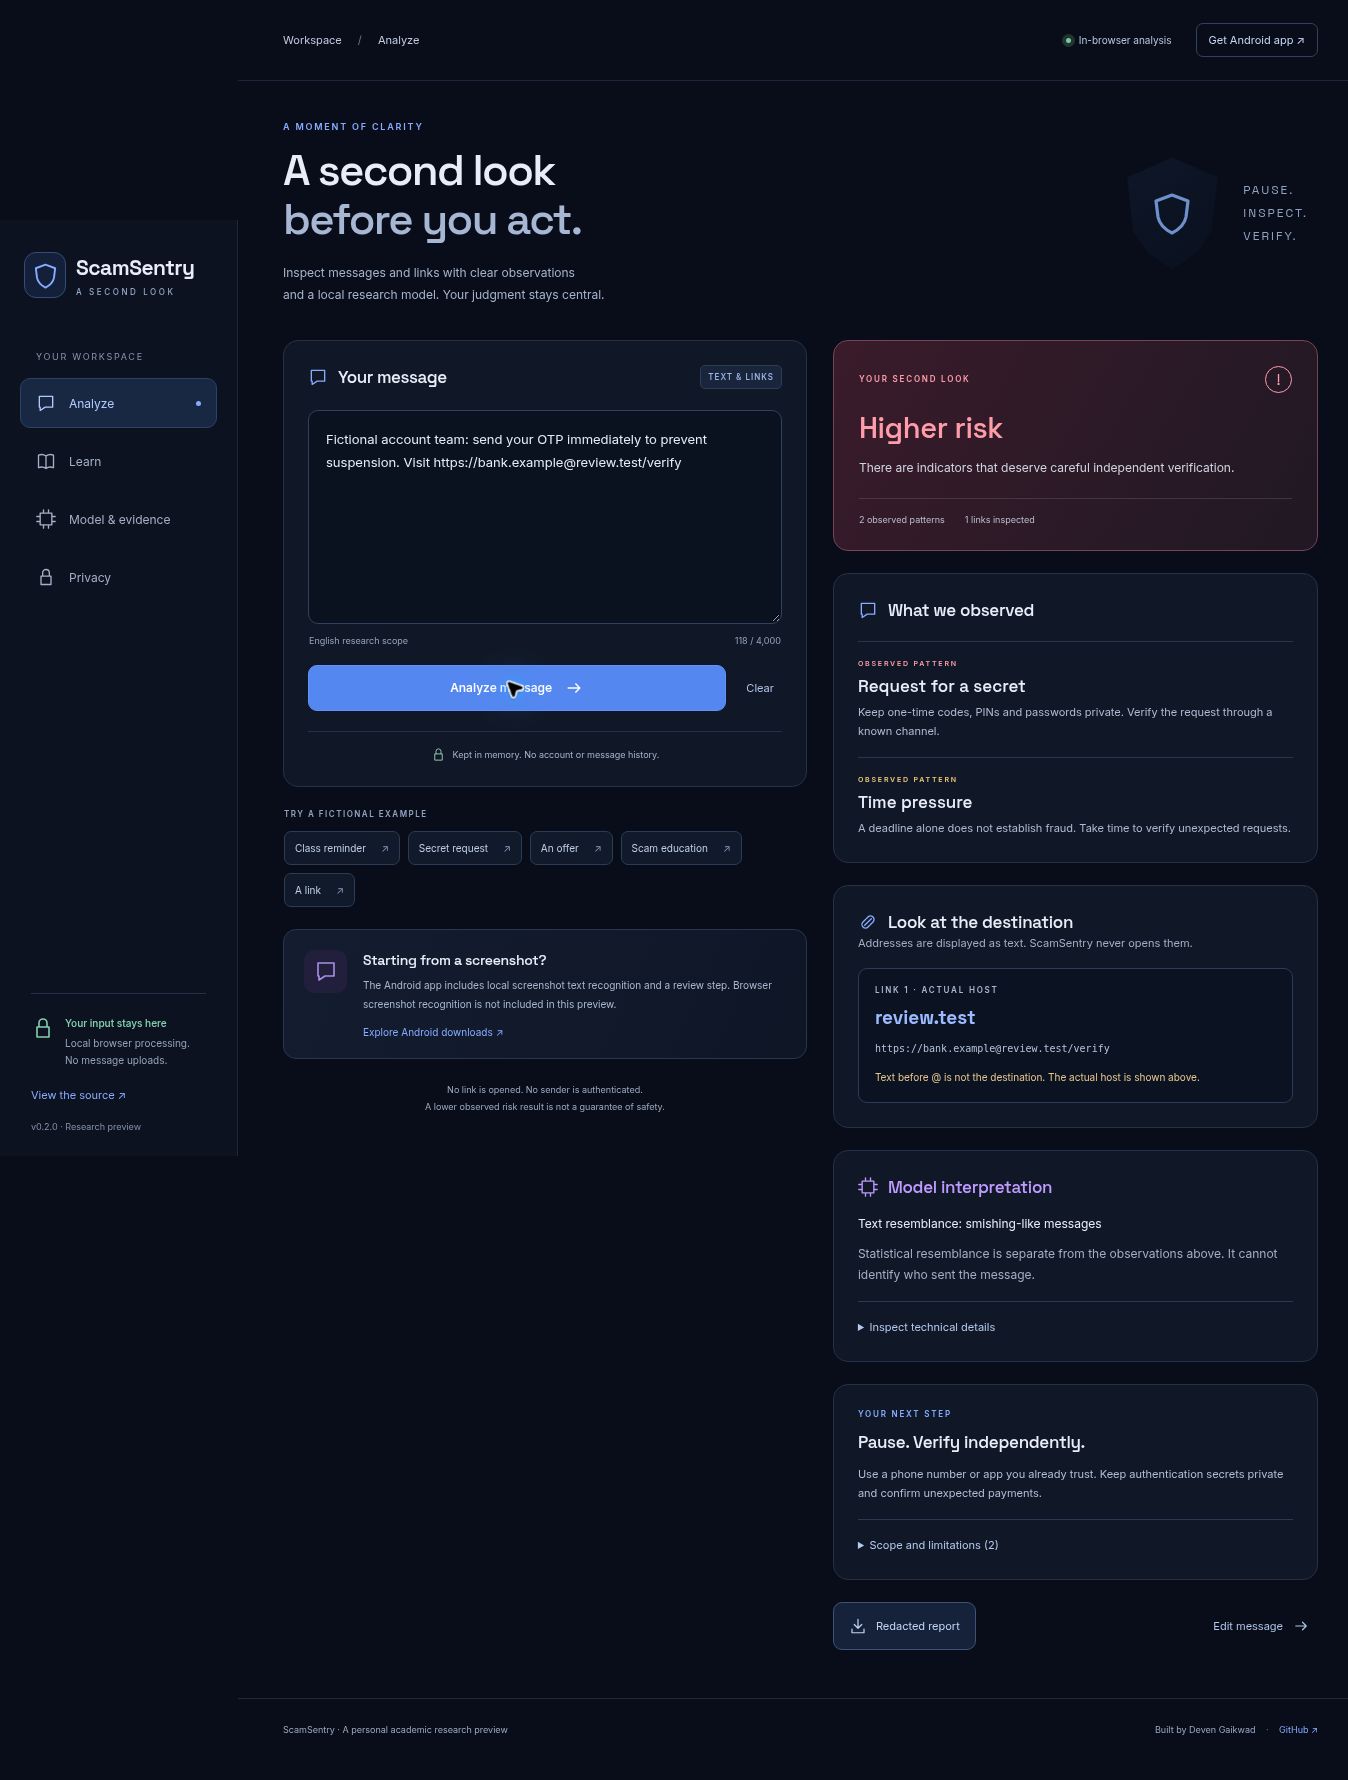 Workspace / Analyze
In-browser analysis
Get Android app ↗
A MOMENT OF CLARITY
A second look
before you act.
Inspect messages and links with clear observations
and a local research model. Your judgment stays central.
PAUSE.
INSPECT.
VERIFY.
ScamSentry
A SECOND LOOK
YOUR WORKSPACE
Analyze
Learn
Model & evidence
Privacy
Your input stays here
Local browser processing.
No message uploads.
View the source ↗
v0.2.0 · Research preview
Your message
TEXT & LINKS
Fictional account team: send your OTP immediately to prevent
suspension. Visit https://bank.example@review.test/verify
English research scope
118 / 4,000
Analyze message →
Clear
Kept in memory. No account or message history.
TRY A FICTIONAL EXAMPLE
Class reminder ↗
Secret request ↗
An offer ↗
Scam education ↗
A link ↗
Starting from a screenshot?
The Android app includes local screenshot text recognition and a review step. Browser
screenshot recognition is not included in this preview.
Explore Android downloads ↗
No link is opened. No sender is authenticated.
A lower observed risk result is not a guarantee of safety.
YOUR SECOND LOOK
!
Higher risk
There are indicators that deserve careful independent verification.
2 observed patterns
1 links inspected
What we observed
OBSERVED PATTERN
Request for a secret
Keep one-time codes, PINs and passwords private. Verify the request through a
known channel.
OBSERVED PATTERN
Time pressure
A deadline alone does not establish fraud. Take time to verify unexpected requests.
Look at the destination
Addresses are displayed as text. ScamSentry never opens them.
LINK 1 · ACTUAL HOST
review.test
https://bank.example@review.test/verify
Text before @ is not the destination. The actual host is shown above.
Model interpretation
Text resemblance: smishing-like messages
Statistical resemblance is separate from the observations above. It cannot
identify who sent the message.
▶ Inspect technical details
YOUR NEXT STEP
Pause. Verify independently.
Use a phone number or app you already trust. Keep authentication secrets private
and confirm unexpected payments.
▶ Scope and limitations (2)
Redacted report
Edit message →
ScamSentry · A personal academic research preview
Built by Deven Gaikwad · GitHub ↗